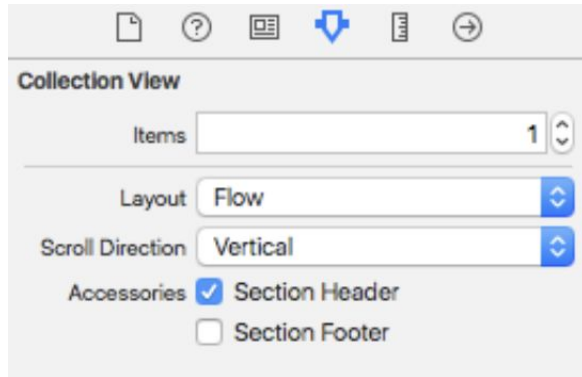 Collection View
Items 1
Layout Flow
Scroll Direction Vertical
Accessories Section Header
Section Footer